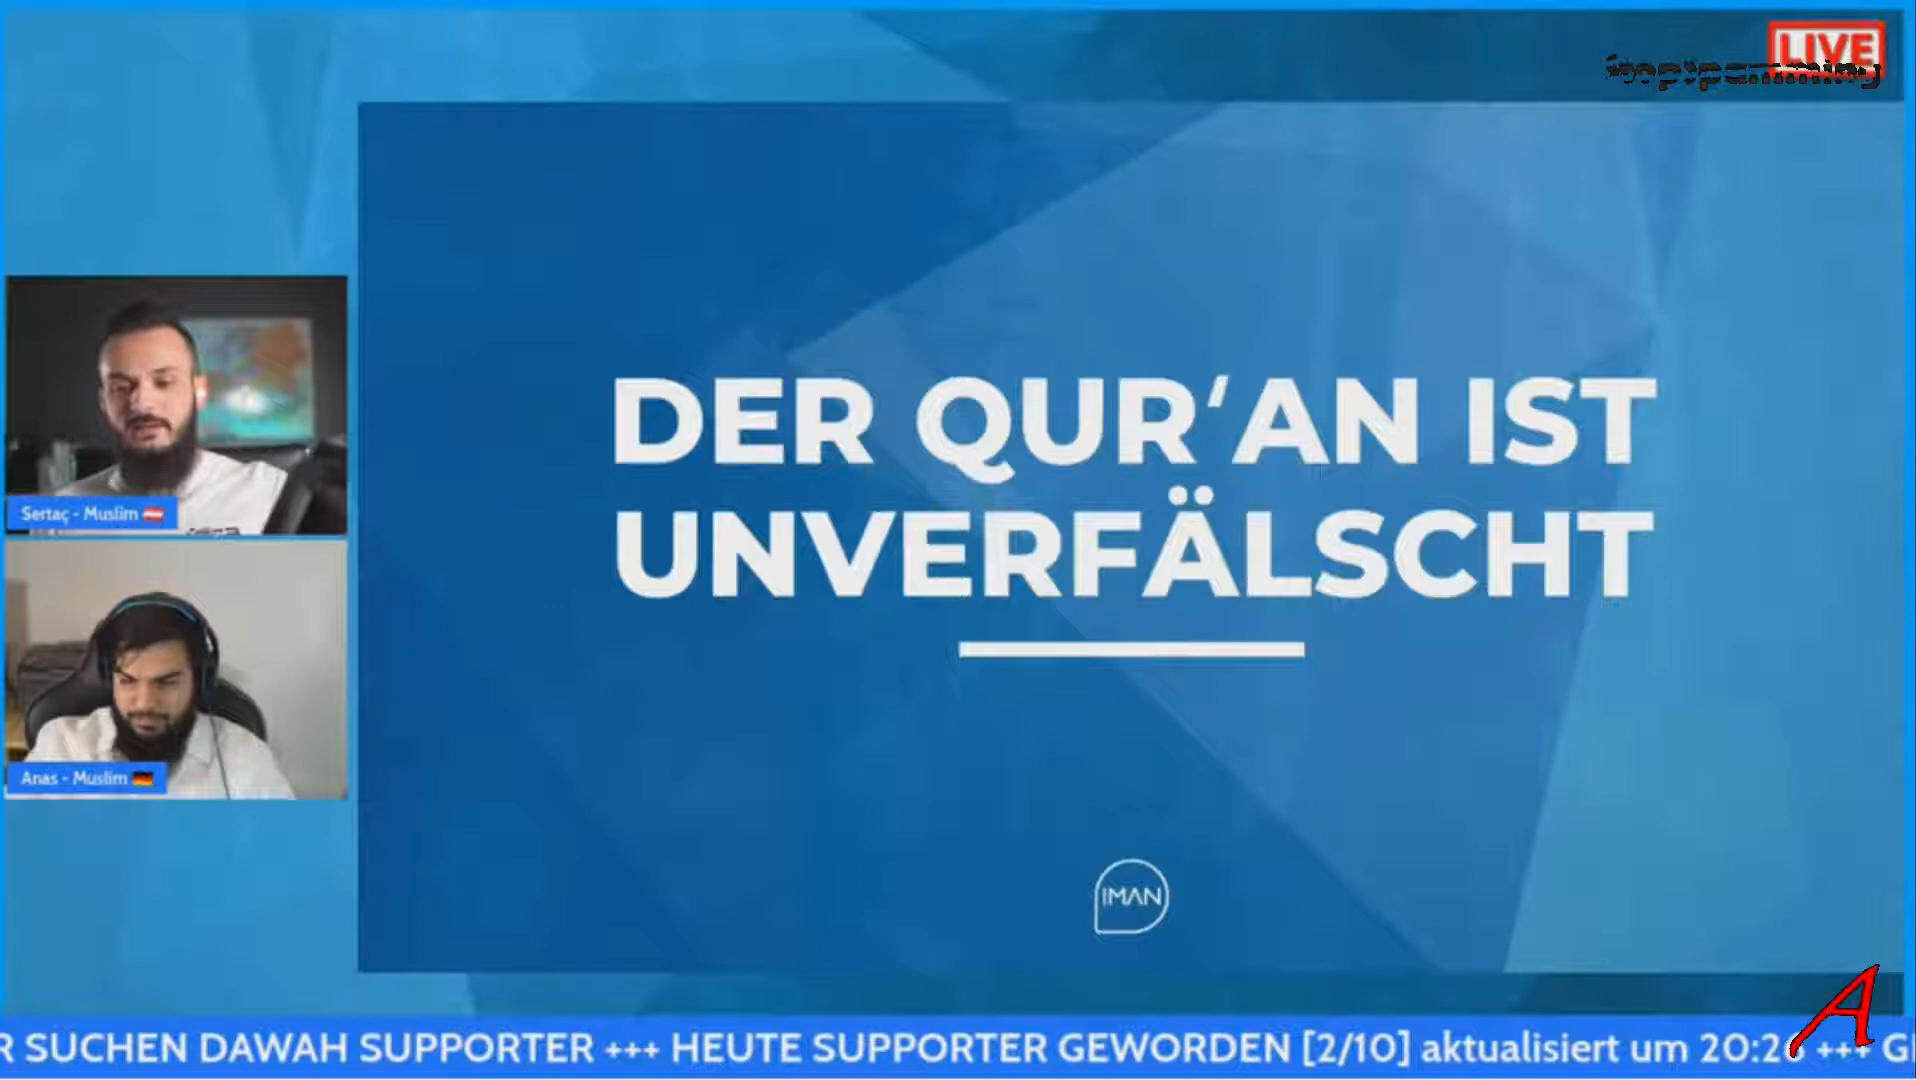 LIVE
DER QUR‘AN IST
UNVERFÄLSCHT
Sertaç - Muslim
Anas - Muslim
IMAN
A
R SUCHEN DAWAH SUPPORTER +++ HEUTE SUPPORTER GEWORDEN [2/10] aktualisiert um 20:26 +++ G